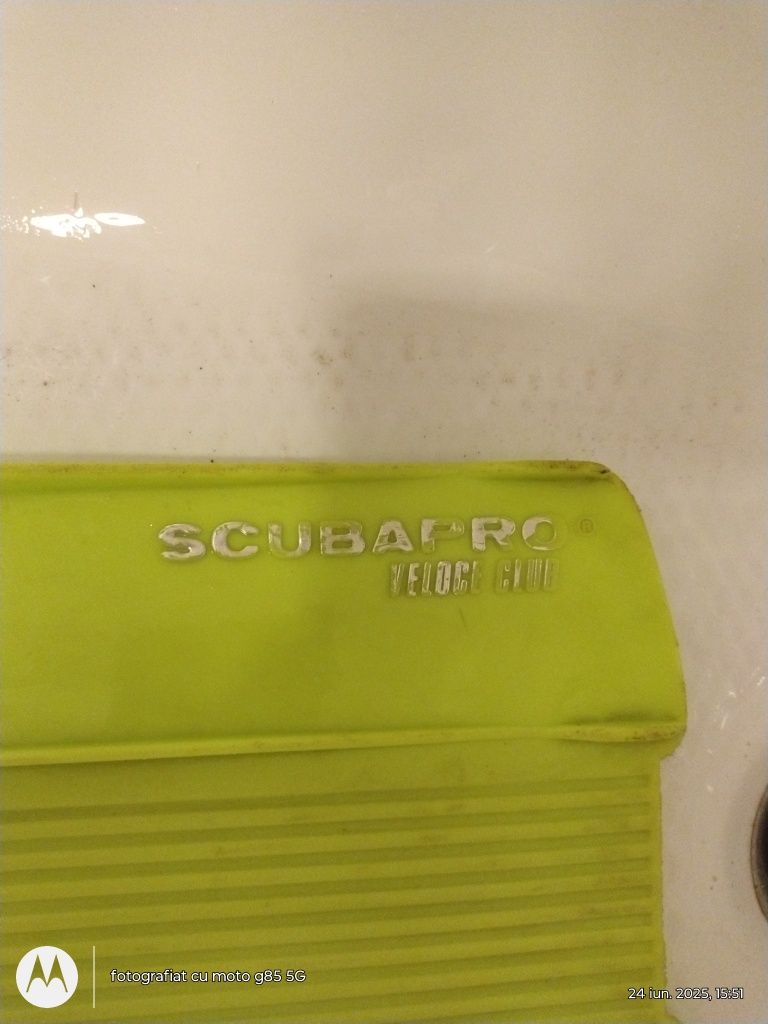 SCUBAPRO®
VELOCE CLUB
fotografiat cu moto g85 5G
24 iun. 2025, 15:51